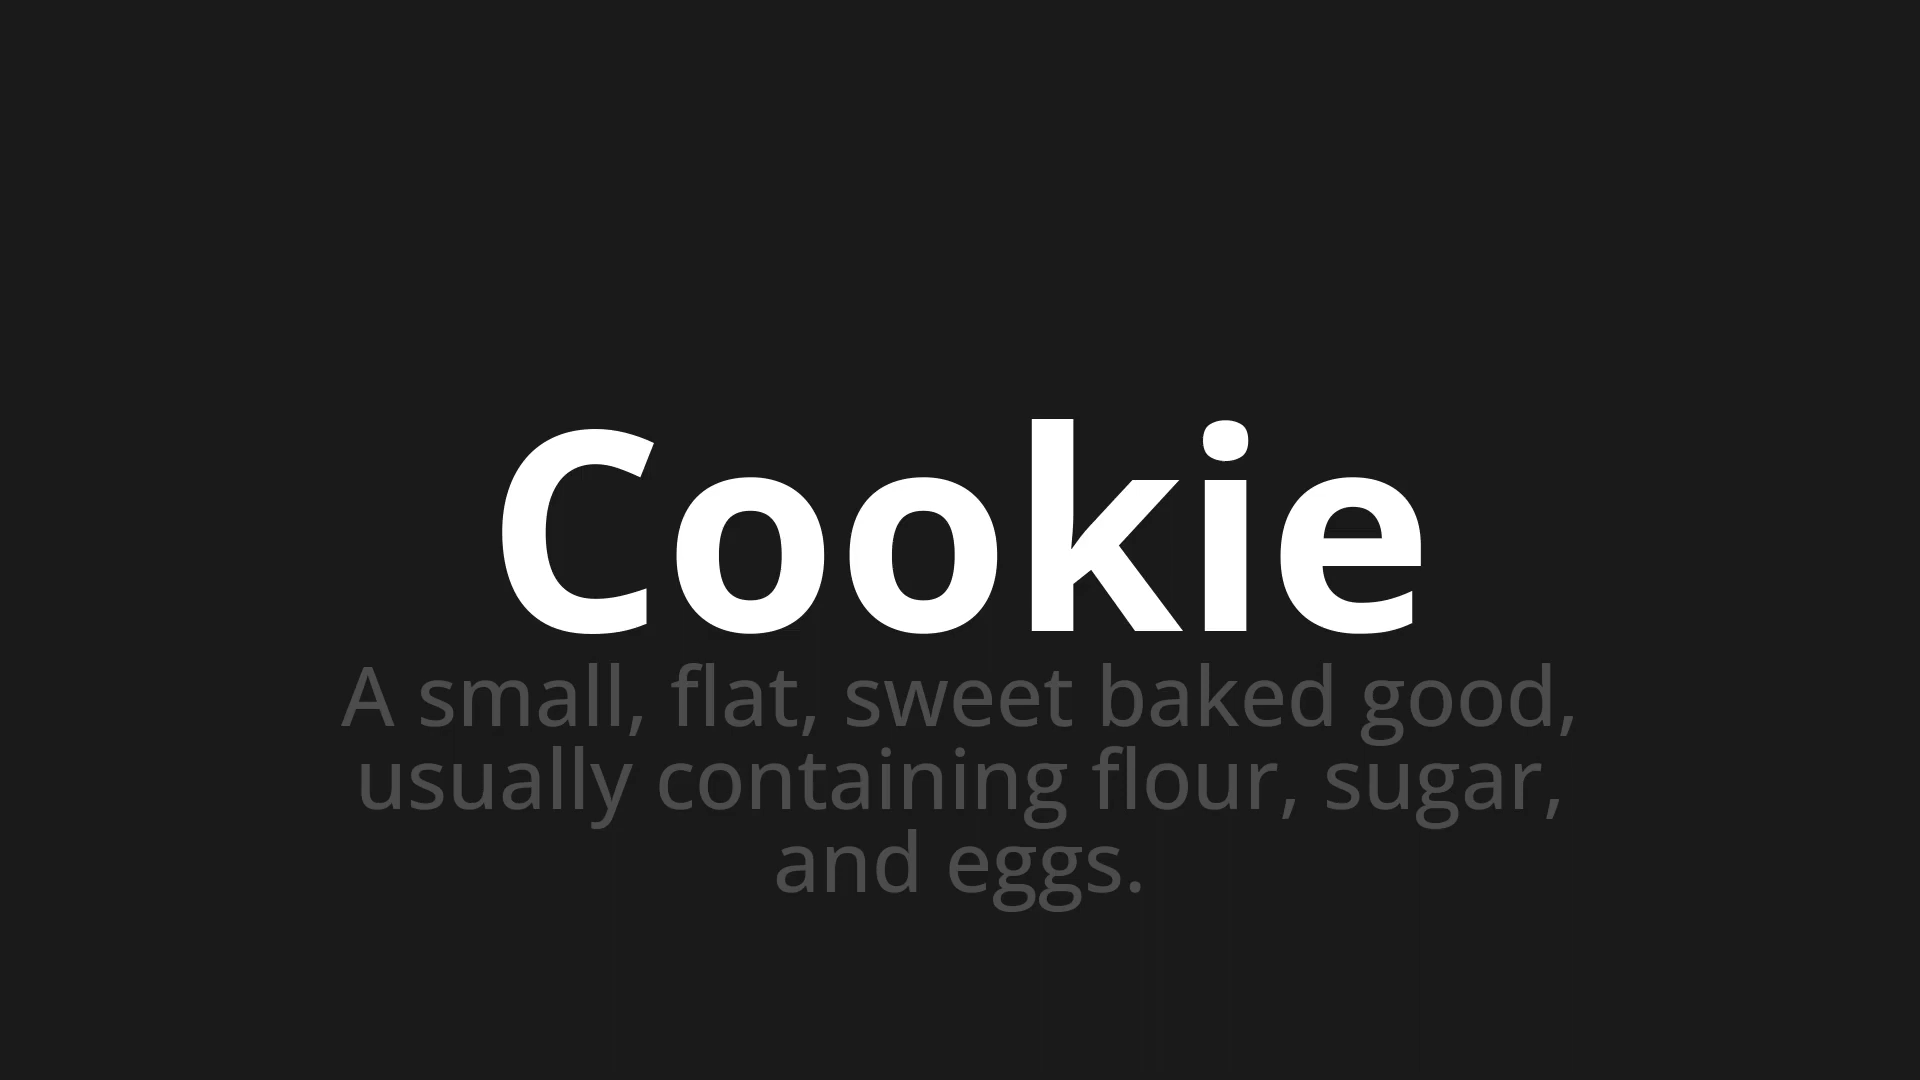 Cookie
A small, flat, sweet baked good,
usually containing flour, sugar,
and eggs.